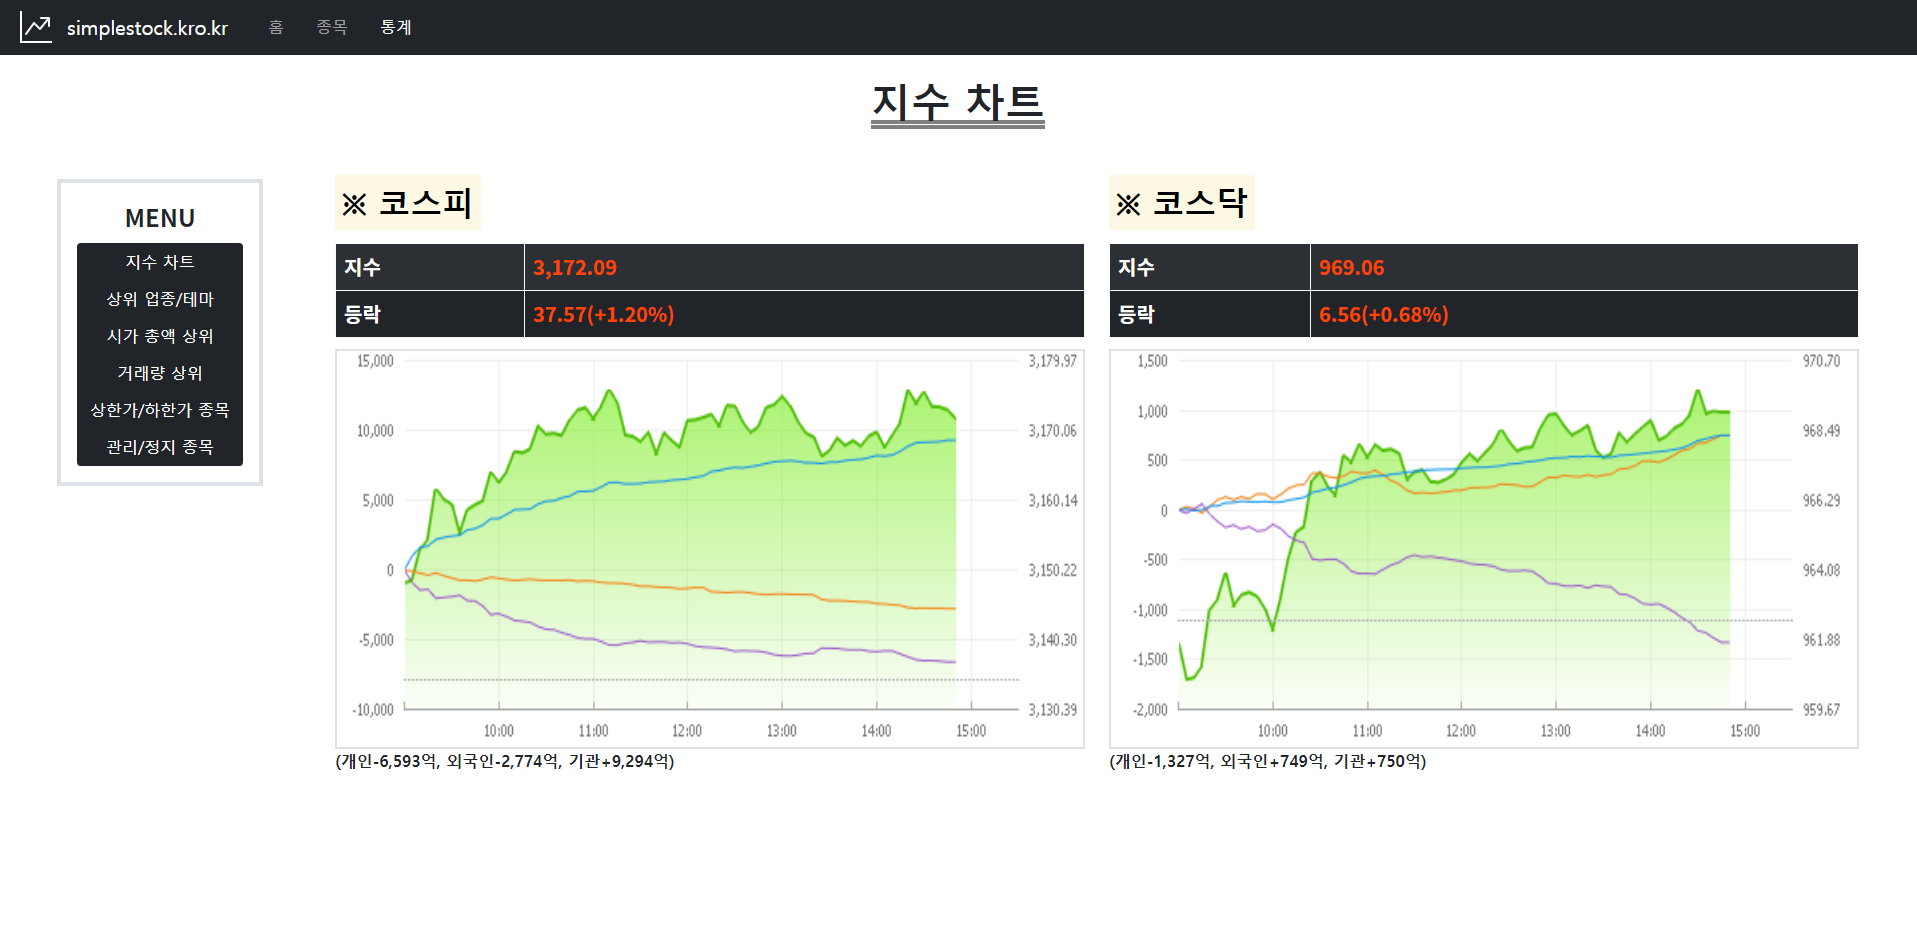 simplestock.kro.kr 홈 종목 통계
지수 차트
MENU
지수 차트
상위 업종/테마
시가 총액 상위
거래량 상위
상한가/하한가 종목
관리/정지 종목
※ 코스피
지수 3,172.09
등락 37.57(+1.20%)
15,000 3,179.97
10,000 3,170.06
5,000 3,160.14
0 3,150.22
-5,000 3,140.30
-10,000 3,130.39
10:00 11:00 12:00 13:00 14:00 15:00
(개인-6,593억, 외국인-2,774억, 기관+9,294억)
※ 코스닥
지수 969.06
등락 6.56(+0.68%)
1,500 970.70
1,000 968.49
500 966.29
0
-500 964.08
-1,000
-1,500 961.88
-2,000 959.67
10:00 11:00 12:00 13:00 14:00 15:00
(개인-1,327억, 외국인+749억, 기관+750억)